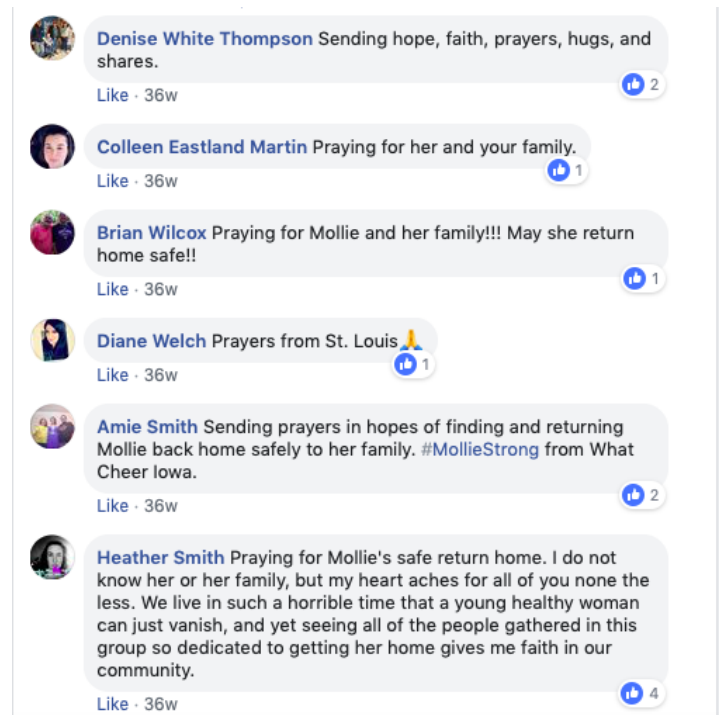 Denise White Thompson Sending hope, faith, prayers, hugs, and
shares.
2
Like · 36w
Colleen Eastland Martin Praying for her and your family.
1
Like · 36w
Brian Wilcox Praying for Mollie and her family!!! May she return
home safe!!
1
Like · 36w
Diane Welch Prayers from St. Louis🙏
1
Like · 36w
Amie Smith Sending prayers in hopes of finding and returning
Mollie back home safely to her family. #MollieStrong from What
Cheer Iowa.
2
Like · 36w
Heather Smith Praying for Mollie's safe return home. I do not
know her or her family, but my heart aches for all of you none the
less. We live in such a horrible time that a young healthy woman
can just vanish, and yet seeing all of the people gathered in this
group so dedicated to getting her home gives me faith in our
community.
4
Like · 36w